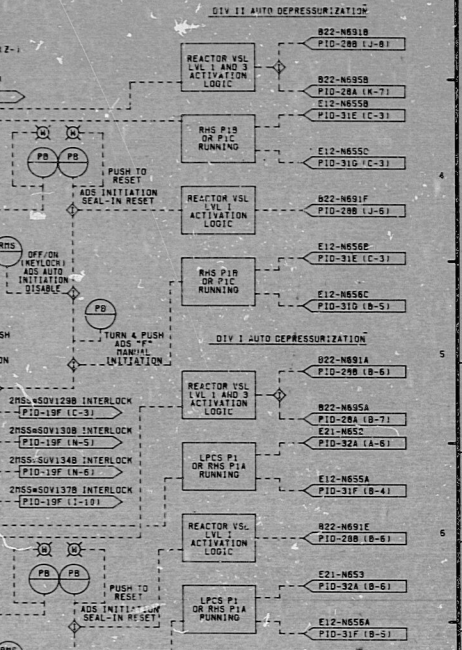 DIV II AUTO DEPRESSURIZATION
B22-N691B
PID-28B (J-8)
REACTOR VSL
LVL 1 AND 3
ACTIVATION
LOGIC
B22-N695B
PID-28A (K-7)
E12-N655B
PID-31E (C-3)
RHS P1B
OR P1C
RUNNING
E12-N655C
PID-31G (C-3)
M
M
PB
PB
PUSH TO
RESET
ADS INITIATION
SEAL-IN RESET
4
REACTOR VSL
LVL 1
ACTIVATION
LOGIC
B22-N691F
PID-28B (J-6)
RMS
OFF/ON
(KEYLOCK)
ADS AUTO
INITIATION
DISABLE
E12-N656B
PID-31E (C-3)
RHS P1B
OR P1C
RUNNING
E12-N656C
PID-31G (B-5)
PB
TURN & PUSH
ADS "F"
MANUAL
INITIATION
DIV I AUTO DEPRESSURIZATION
5
B22-N691A
PID-28B (B-6)
REACTOR VSL
LVL 1 AND 3
ACTIVATION
LOGIC
B22-N695A
PID-28A (B-7)
2MSS*SOV129B INTERLOCK
PID-19F (C-3)
2MSS*SOV130B INTERLOCK
PID-19F (N-5)
2MSS*SOV134B INTERLOCK
PID-19F (N-6)
2MSS*SOV137B INTERLOCK
PID-19F (I-10)
E21-N652
PID-32A (A-6)
LPCS P1
OR RHS P1A
RUNNING
E12-N655A
PID-31F (B-4)
REACTOR VSL
LVL 1
ACTIVATION
LOGIC
B22-N691E
PID-28B (B-6)
6
M
M
PB
PB
PUSH TO
RESET
ADS INITIATION
SEAL-IN RESET
E21-N653
PID-32A (B-6)
LPCS P1
OR RHS P1A
RUNNING
E12-N656A
PID-31F (B-5)